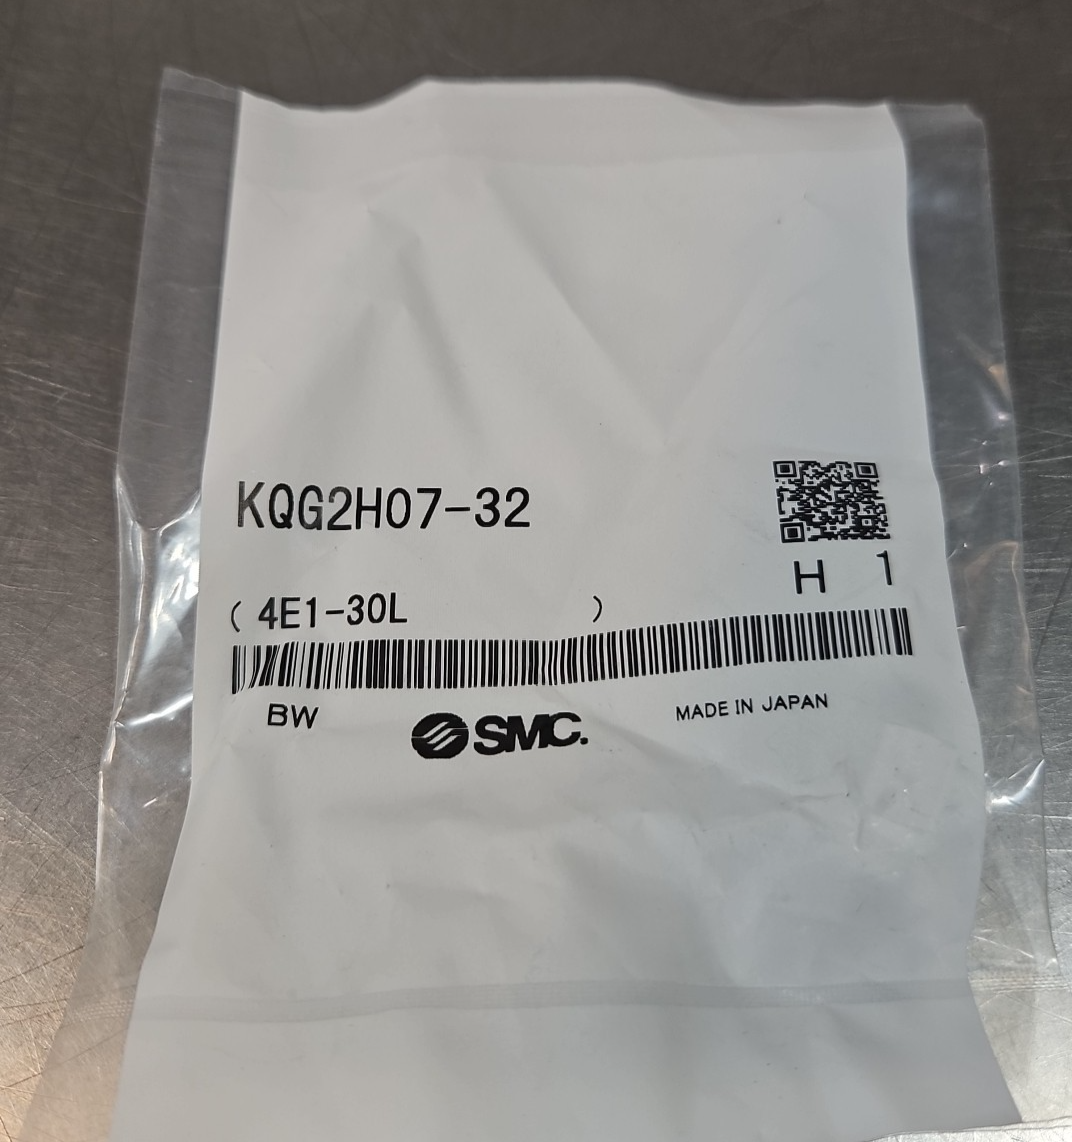 KQG2H07-32
H 1
( 4E1-30L )
BW
SMC.
MADE IN JAPAN